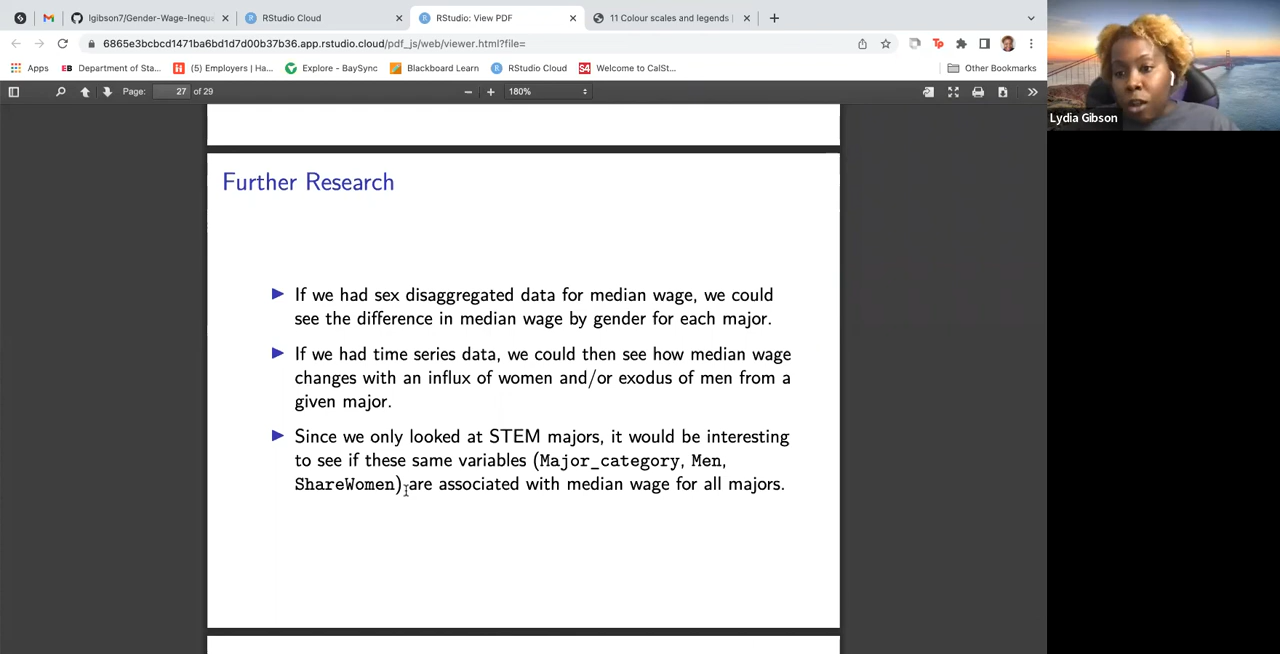 lgibson7/Gender-Wage-Inequ
RStudio Cloud
RStudio: View PDF
11 Colour scales and legends |
6865e3bcbcd1471ba6bd1d7d00b37b36.app.rstudio.cloud/pdf_js/web/viewer.html?file=
Apps
Department of Sta...
(5) Employers | Ha...
Explore - BaySync
Blackboard Learn
RStudio Cloud
Welcome to CalSt...
Other Bookmarks
Page: 27 of 29
180%
Lydia Gibson
Further Research
If we had sex disaggregated data for median wage, we could
see the difference in median wage by gender for each major.
If we had time series data, we could then see how median wage
changes with an influx of women and/or exodus of men from a
given major.
Since we only looked at STEM majors, it would be interesting
to see if these same variables (Major_category, Men,
ShareWomen) are associated with median wage for all majors.